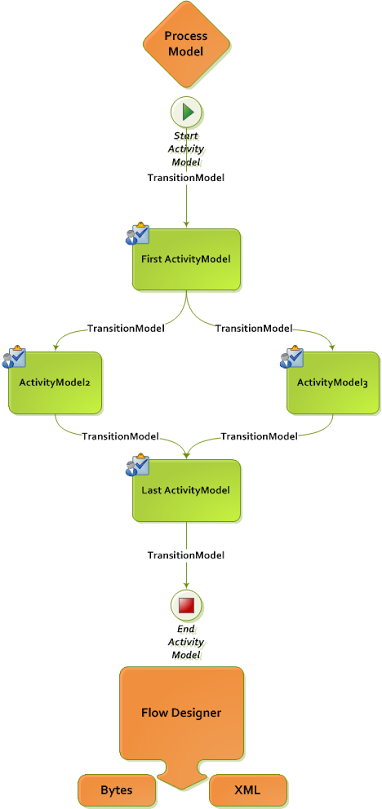 Process
Model
Start
Activity
Model
TransitionModel
First ActivityModel
TransitionModel TransitionModel
ActivityModel2 ActivityModel3
TransitionModel TransitionModel
Last ActivityModel
TransitionModel
End
Activity
Model
Flow Designer
Bytes XML